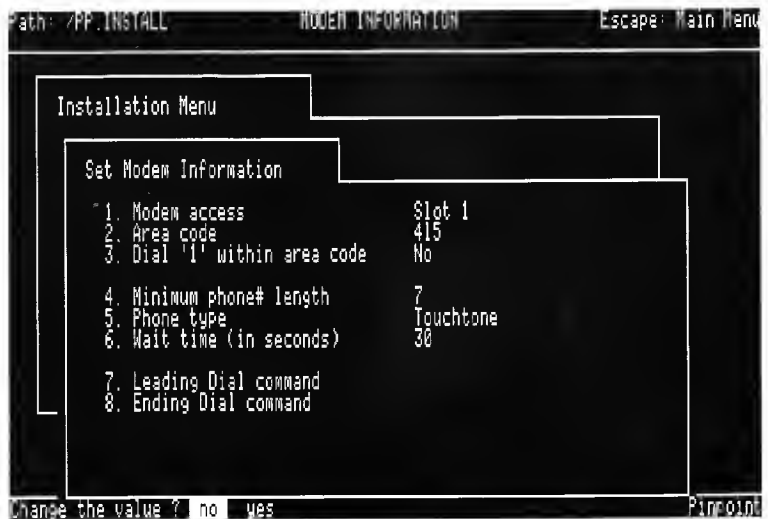 Path: /PP.INSTALL MODEM INFORMATION Escape: Main Menu
Installation Menu
Set Modem Information
1. Modem access Slot 1
2. Area code 415
3. Dial '1' within area code No
4. Minimum phone# length 7
5. Phone type Touchtone
6. Wait time (in seconds) 30
7. Leading Dial command
8. Ending Dial command
Change the value ? no yes Pinpoint